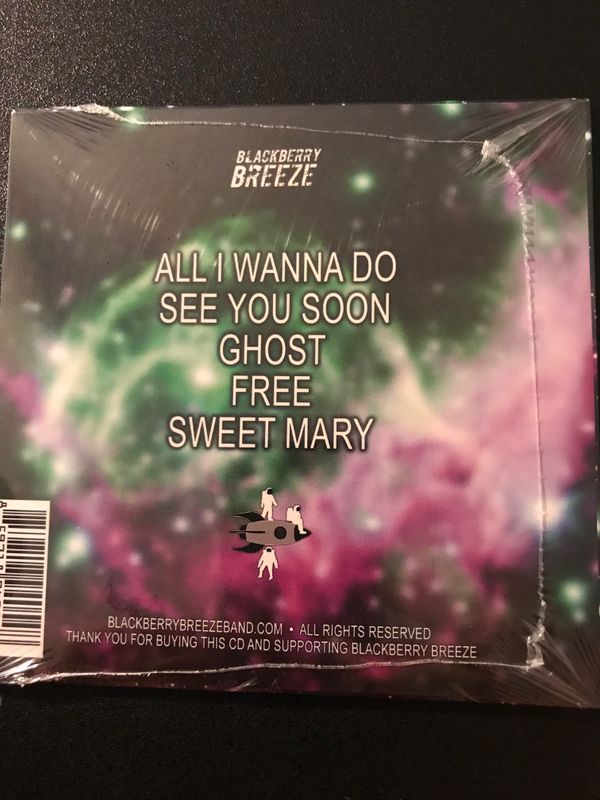 BLACKBERRY
BREEZE
ALL I WANNA DO
SEE YOU SOON
GHOST
FREE
SWEET MARY
BLACKBERRYBREEZEBAND.COM • ALL RIGHTS RESERVED
THANK YOU FOR BUYING THIS CD AND SUPPORTING BLACKBERRY BREEZE